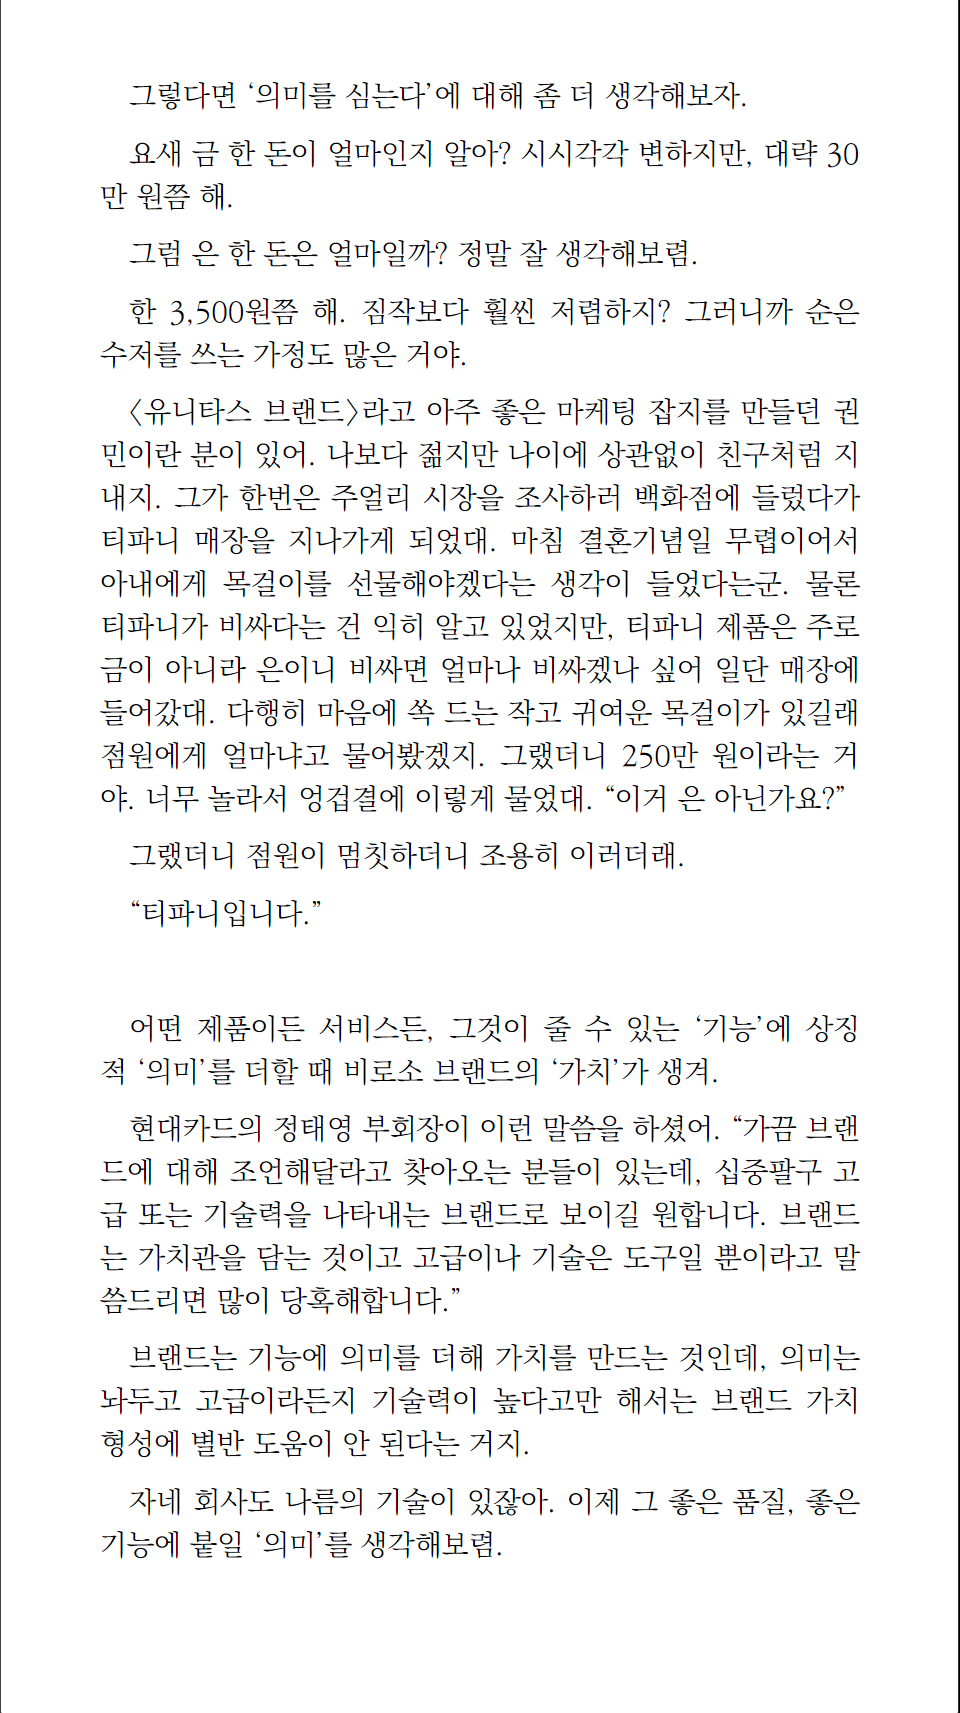 그렇다면 ‘의미를 심는다’에 대해 좀 더 생각해보자.
요새 금 한 돈이 얼마인지 알아? 시시각각 변하지만, 대략 30
만 원쯤 해.
그럼 은 한 돈은 얼마일까? 정말 잘 생각해보렴.
한 3,500원쯤 해. 짐작보다 훨씬 저렴하지? 그러니까 순은
수저를 쓰는 가정도 많은 거야.
〈유니타스 브랜드〉라고 아주 좋은 마케팅 잡지를 만들던 권
민이란 분이 있어. 나보다 젊지만 나이에 상관없이 친구처럼 지
내지. 그가 한번은 주얼리 시장을 조사하러 백화점에 들렀다가
티파니 매장을 지나가게 되었대. 마침 결혼기념일 무렵이어서
아내에게 목걸이를 선물해야겠다는 생각이 들었다는군. 물론
티파니가 비싸다는 건 익히 알고 있었지만, 티파니 제품은 주로
금이 아니라 은이니 비싸면 얼마나 비싸겠나 싶어 일단 매장에
들어갔대. 다행히 마음에 쏙 드는 작고 귀여운 목걸이가 있길래
점원에게 얼마냐고 물어봤겠지. 그랬더니 250만 원이라는 거
야. 너무 놀라서 엉겁결에 이렇게 물었대. “이거 은 아닌가요?”
그랬더니 점원이 멈칫하더니 조용히 이러더래.
“티파니입니다.”
어떤 제품이든 서비스든, 그것이 줄 수 있는 ‘기능’에 상징
적 ‘의미’를 더할 때 비로소 브랜드의 ‘가치’가 생겨.
현대카드의 정태영 부회장이 이런 말씀을 하셨어. “가끔 브랜
드에 대해 조언해달라고 찾아오는 분들이 있는데, 십중팔구 고
급 또는 기술력을 나타내는 브랜드로 보이길 원합니다. 브랜드
는 가치관을 담는 것이고 고급이나 기술은 도구일 뿐이라고 말
씀드리면 많이 당혹해합니다.”
브랜드는 기능에 의미를 더해 가치를 만드는 것인데, 의미는
놔두고 고급이라든지 기술력이 높다고만 해서는 브랜드 가치
형성에 별반 도움이 안 된다는 거지.
자네 회사도 나름의 기술이 있잖아. 이제 그 좋은 품질, 좋은
기능에 붙일 ‘의미’를 생각해보렴.